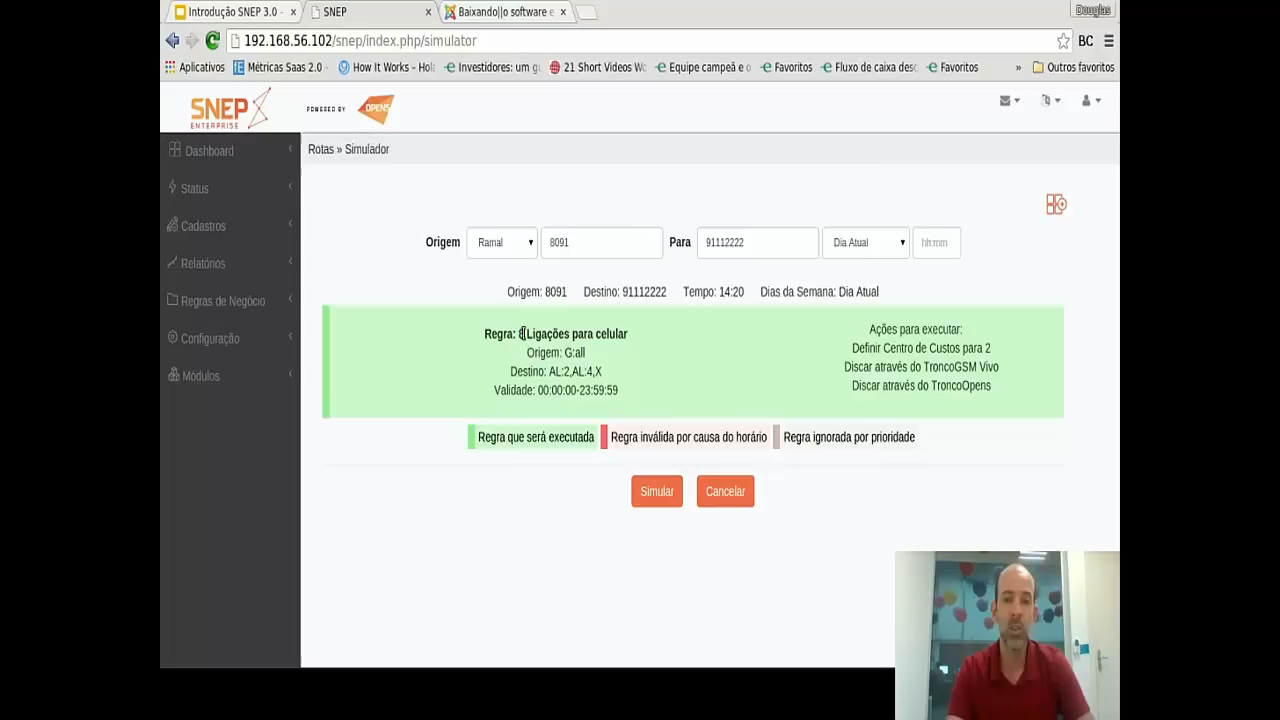 Introdução SNEP 3.0 -
SNEP
Baixando||o software e
Douglas
192.168.56.102/snep/index.php/simulator
BC
Aplicativos
Métricas Saas 2.0
How It Works – Hol
Investidores: um g
21 Short Videos W
Equipe campeã e o
Favoritos
Fluxo de caixa des
Favoritos
»
Outros favoritos
SNEP
ENTERPRISE
POWERED BY
OPENS
Dashboard
Status
Cadastros
Relatórios
Regras de Negócio
Configuração
Módulos
Rotas » Simulador
Origem
Ramal
8091
Para
91112222
Dia Atual
hh:mm
Origem: 8091 Destino: 91112222 Tempo: 14:20 Dias da Semana: Dia Atual
Regra: Ligações para celular
Origem: G:all
Destino: AL:2,AL:4,X
Validade: 00:00:00-23:59:59
Ações para executar:
Definir Centro de Custos para 2
Discar através do TroncoGSM Vivo
Discar através do TroncoOpens
Regra que será executada
Regra inválida por causa do horário
Regra ignorada por prioridade
Simular
Cancelar